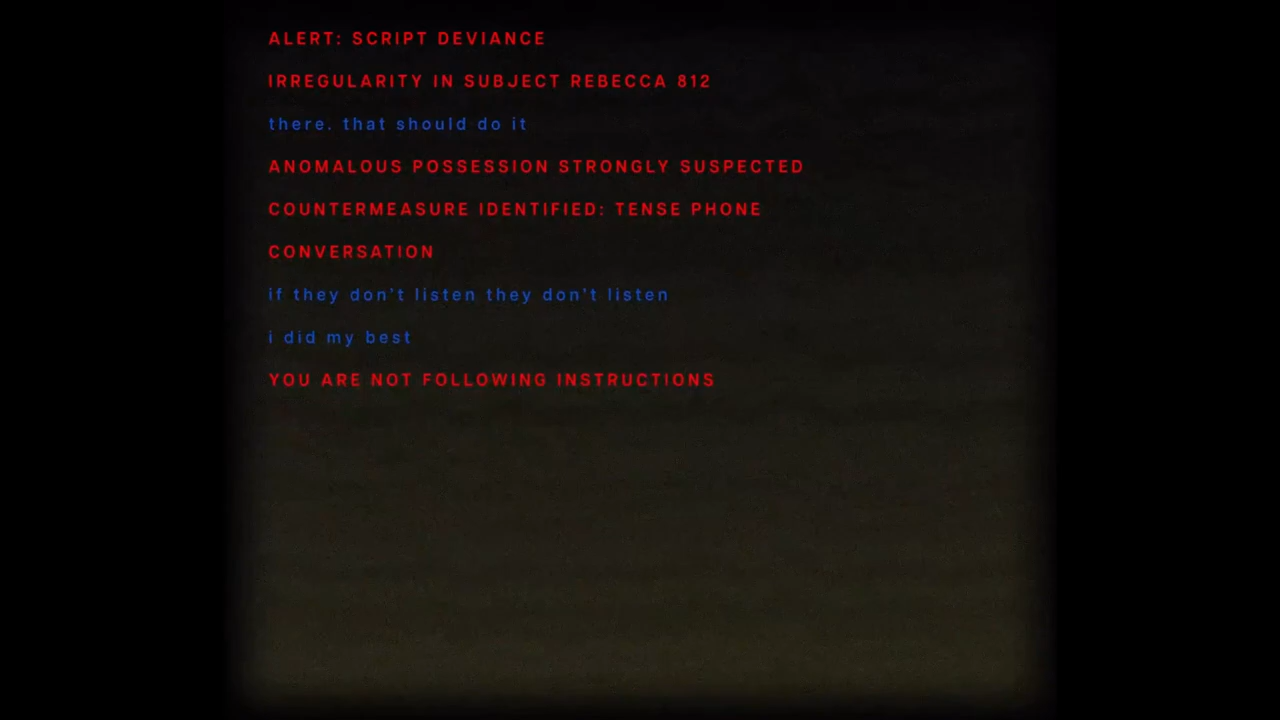 ALERT: SCRIPT DEVIANCE
IRREGULARITY IN SUBJECT REBECCA 812
there. that should do it
ANOMALOUS POSSESSION STRONGLY SUSPECTED
COUNTERMEASURE IDENTIFIED: TENSE PHONE
CONVERSATION
if they don't listen they don't listen
i did my best
YOU ARE NOT FOLLOWING INSTRUCTIONS